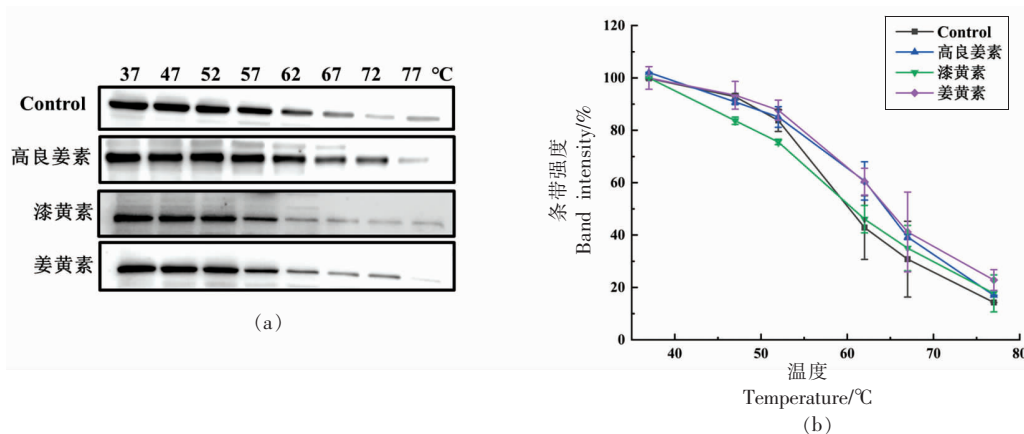 37 47 52 57 62 67 72 77 ℃
Control
高良姜素
漆黄素
姜黄素
(a)
Control
高良姜素
漆黄素
姜黄素
条带强度
Band intensity/%
120
100
80
60
40
20
0
40 50 60 70 80
温度
Temperature/℃
(b)